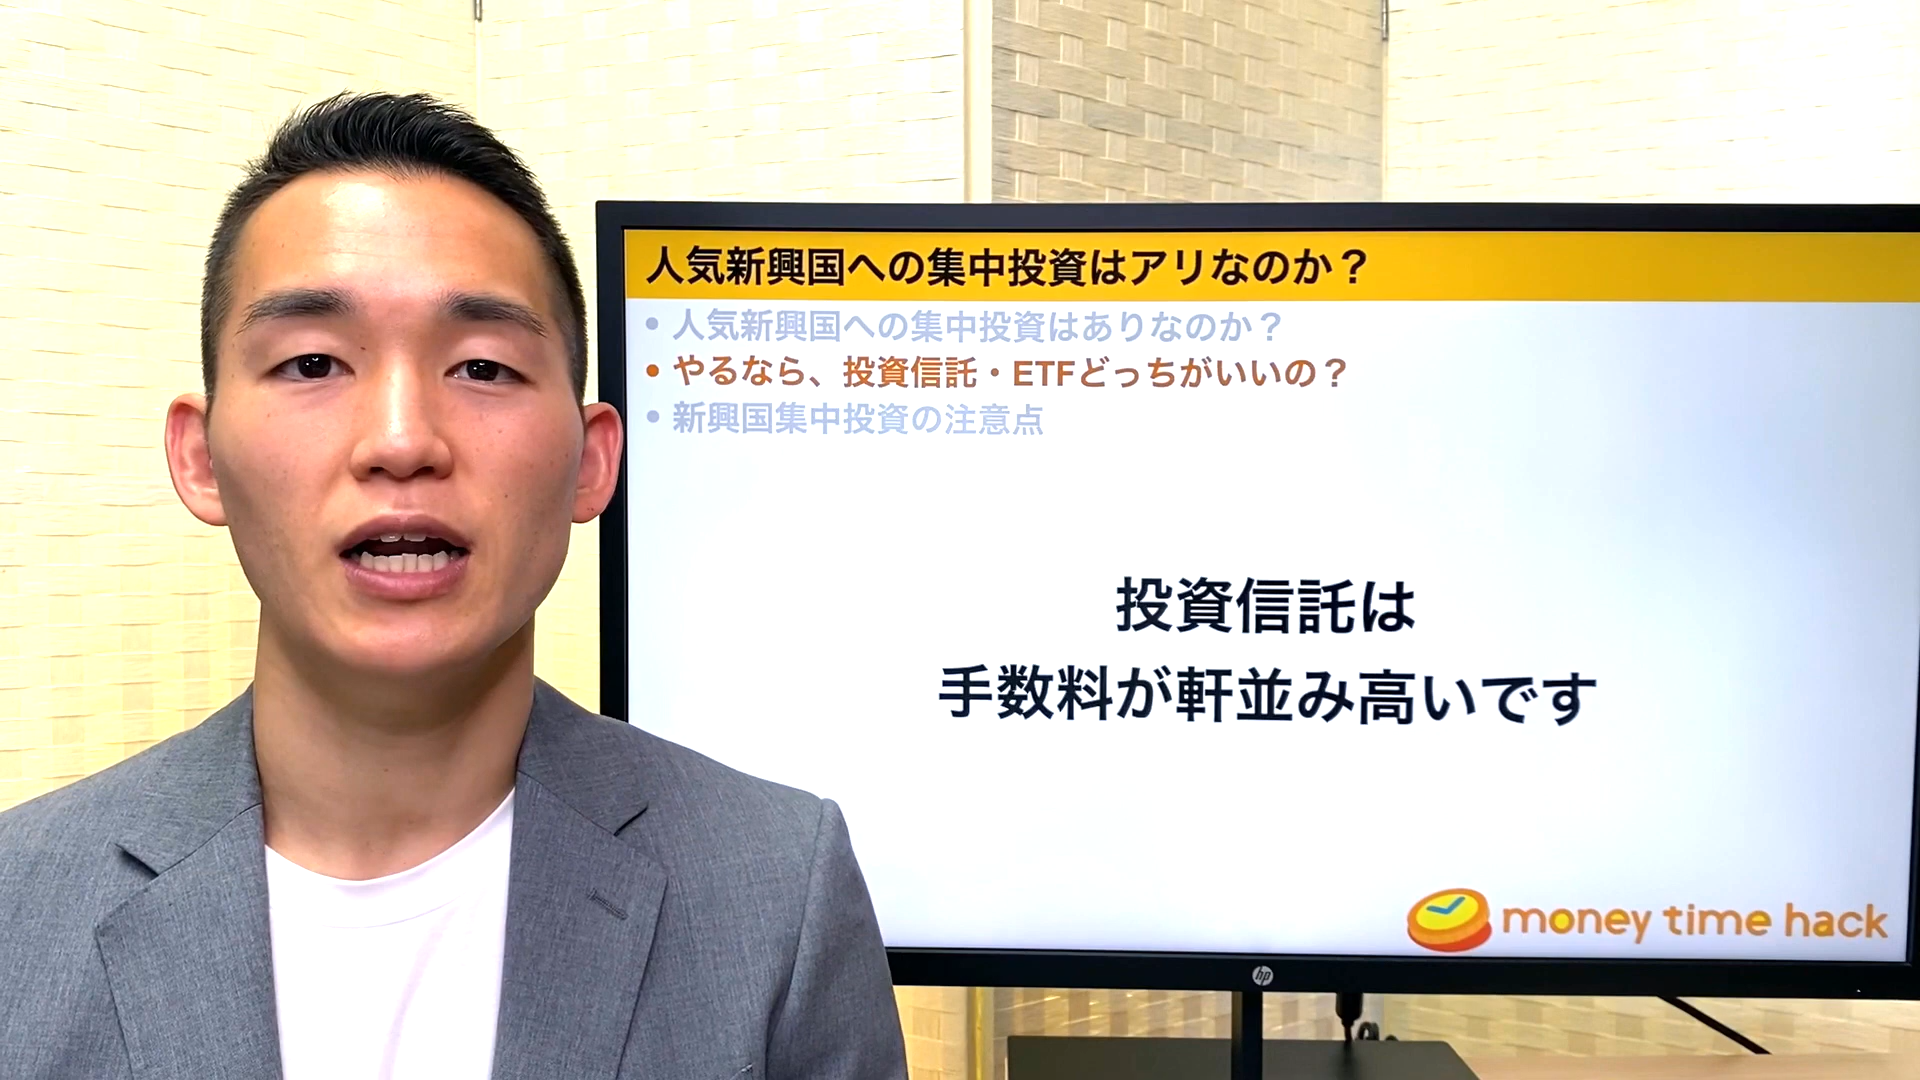 人気新興国への集中投資はアリなのか？
• 人気新興国への集中投資はありなのか？
• やるなら、投資信託・ETFどっちがいいの？
• 新興国集中投資の注意点
投資信託は
手数料が軒並み高いです
money time hack
hp